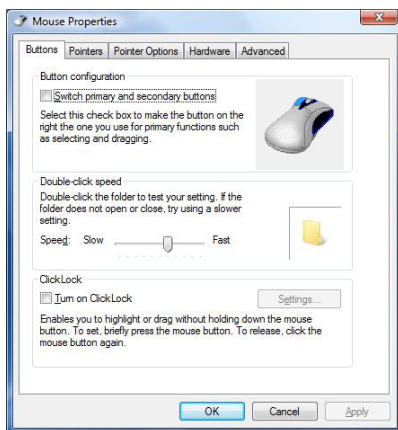 Mouse Properties
Buttons Pointers Pointer Options Hardware Advanced
Button configuration
Switch primary and secondary buttons
Select this check box to make the button on the
right the one you use for primary functions such
as selecting and dragging.
Double-click speed
Double-click the folder to test your setting. If the
folder does not open or close, try using a slower
setting.
Speed: Slow Fast
ClickLock
Turn on ClickLock Settings...
Enables you to highlight or drag without holding down the mouse
button. To set, briefly press the mouse button. To release, click the
mouse button again.
OK Cancel Apply